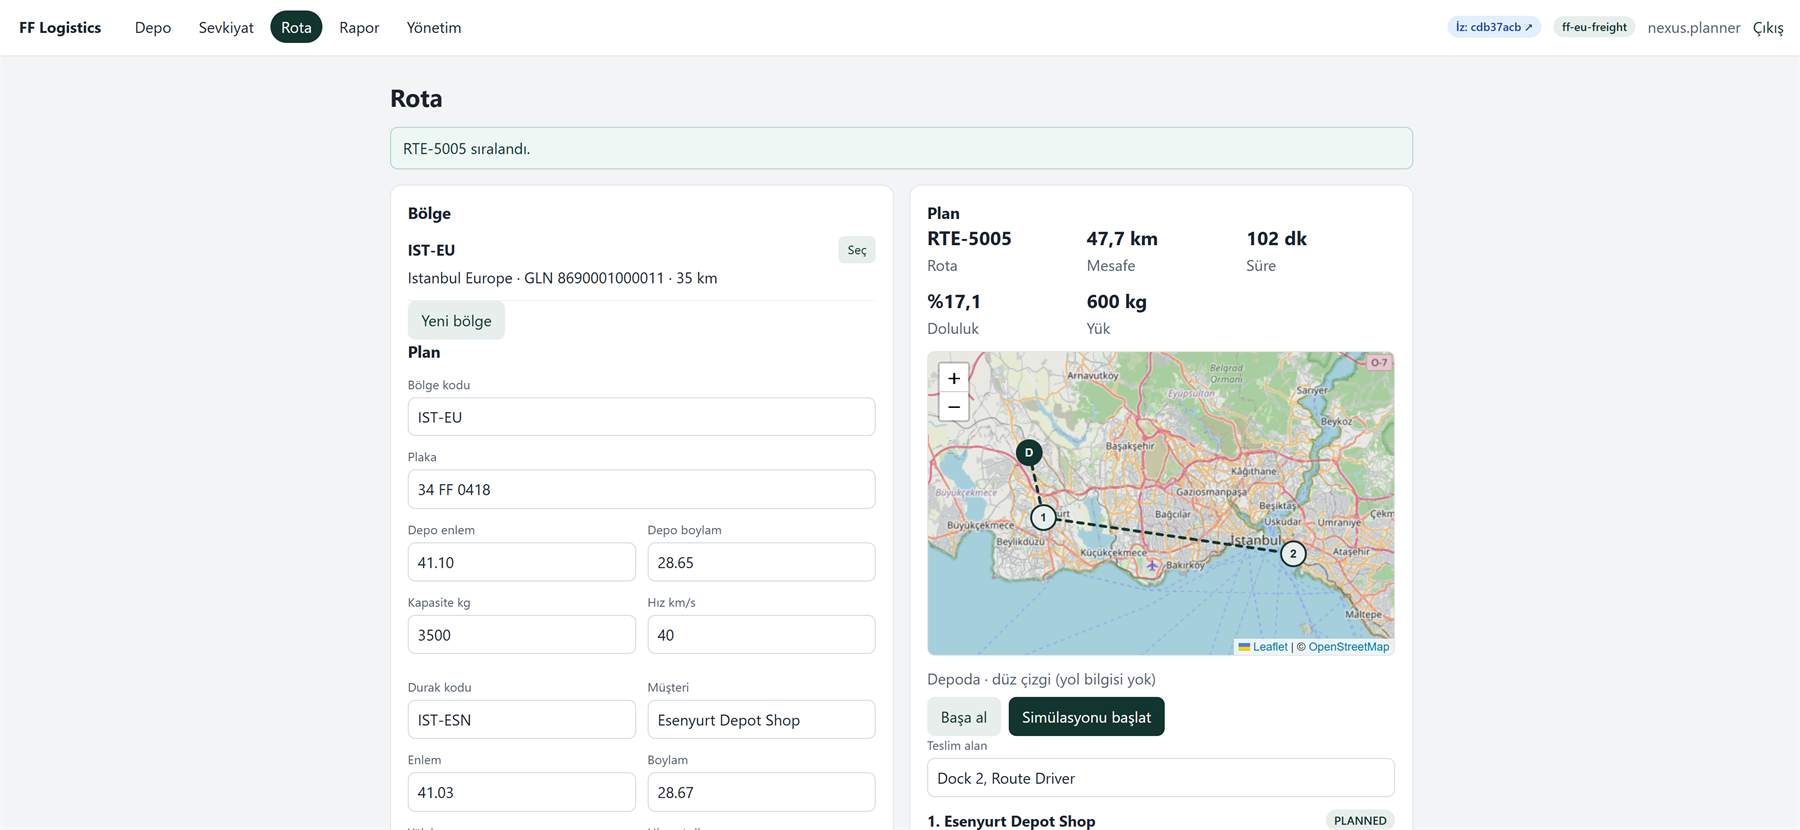 FF Logistics
Depo
Sevkiyat
Rota
Rapor
Yönetim
İz: cdb37acb ↗
ff-eu-freight
nexus.planner
Çıkış
Rota
RTE-5005 sıralandı.
Bölge
IST-EU
Seç
Istanbul Europe · GLN 8690001000011 · 35 km
Yeni bölge
Plan
Bölge kodu
IST-EU
Plaka
34 FF 0418
Depo enlem
Depo boylam
41.10
28.65
Kapasite kg
Hız km/s
3500
40
Durak kodu
Müşteri
IST-ESN
Esenyurt Depot Shop
Enlem
Boylam
41.03
28.67
Plan
RTE-5005
47,7 km
102 dk
Rota
Mesafe
Süre
%17,1
600 kg
Doluluk
Yük
+
−
O-7
Arnavutköy
Belgrad
Ormanı
Eyüpsultan
Sarıyer
Beykoz
D
Başakşehir
Kâğıthane
Büyükçekmece
Gaziosmanpaşa
1
Beşiktaş
Bağcılar
Üsküdar
Ümraniye
Çekm
Büyükçekmece
Beylikdüzü
Küçükçekmece
İstanbul
2
Ataşehir
Bakırköy
Maltepe
Leaflet | © OpenStreetMap
Depoda · düz çizgi (yol bilgisi yok)
Başa al
Simülasyonu başlat
Teslim alan
Dock 2, Route Driver
1. Esenyurt Depot Shop
PLANNED